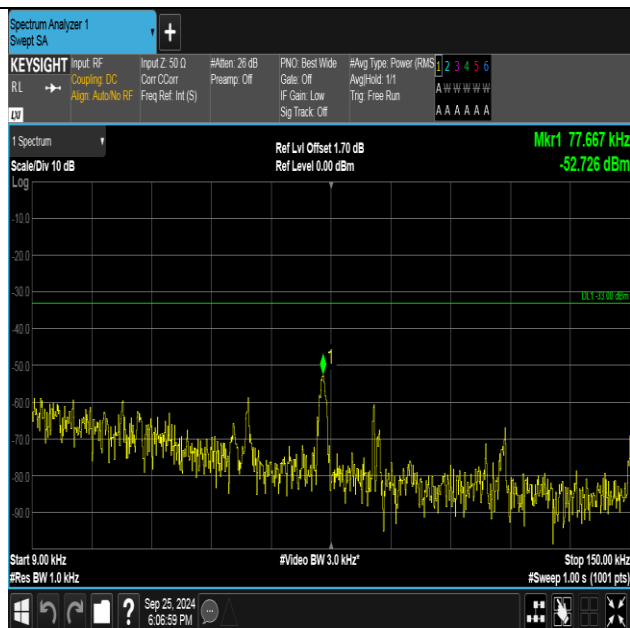 Spectrum Analyzer 1
Swept SA
+
KEYSIGHT
RL
LXI
Input: RF
Coupling: DC
Align: Auto/No RF
Input Z: 50 Ω
Corr CCorr
Freq Ref: Int (S)
#Atten: 26 dB
Preamp: Off
PNO: Best Wide
Gate: Off
IF Gain: Low
Sig Track: Off
#Avg Type: Power (RMS
Avg|Hold: 1/1
Trig: Free Run
1 2 3 4 5 6
A W W W W W
A A A A A A
1 Spectrum
Scale/Div 10 dB
Ref Lvl Offset 1.70 dB
Ref Level 0.00 dBm
Mkr1 77.667 kHz
-52.726 dBm
Log
-10.0
-20.0
-30.0
DL1 -33.00 dBm
-40.0
-50.0
1
-60.0
-70.0
-80.0
-90.0
Start 9.00 kHz
#Video BW 3.0 kHz*
Stop 150.00 kHz
#Res BW 1.0 kHz
#Sweep 1.00 s (1001 pts)
?
Sep 25, 2024
6:06:59 PM